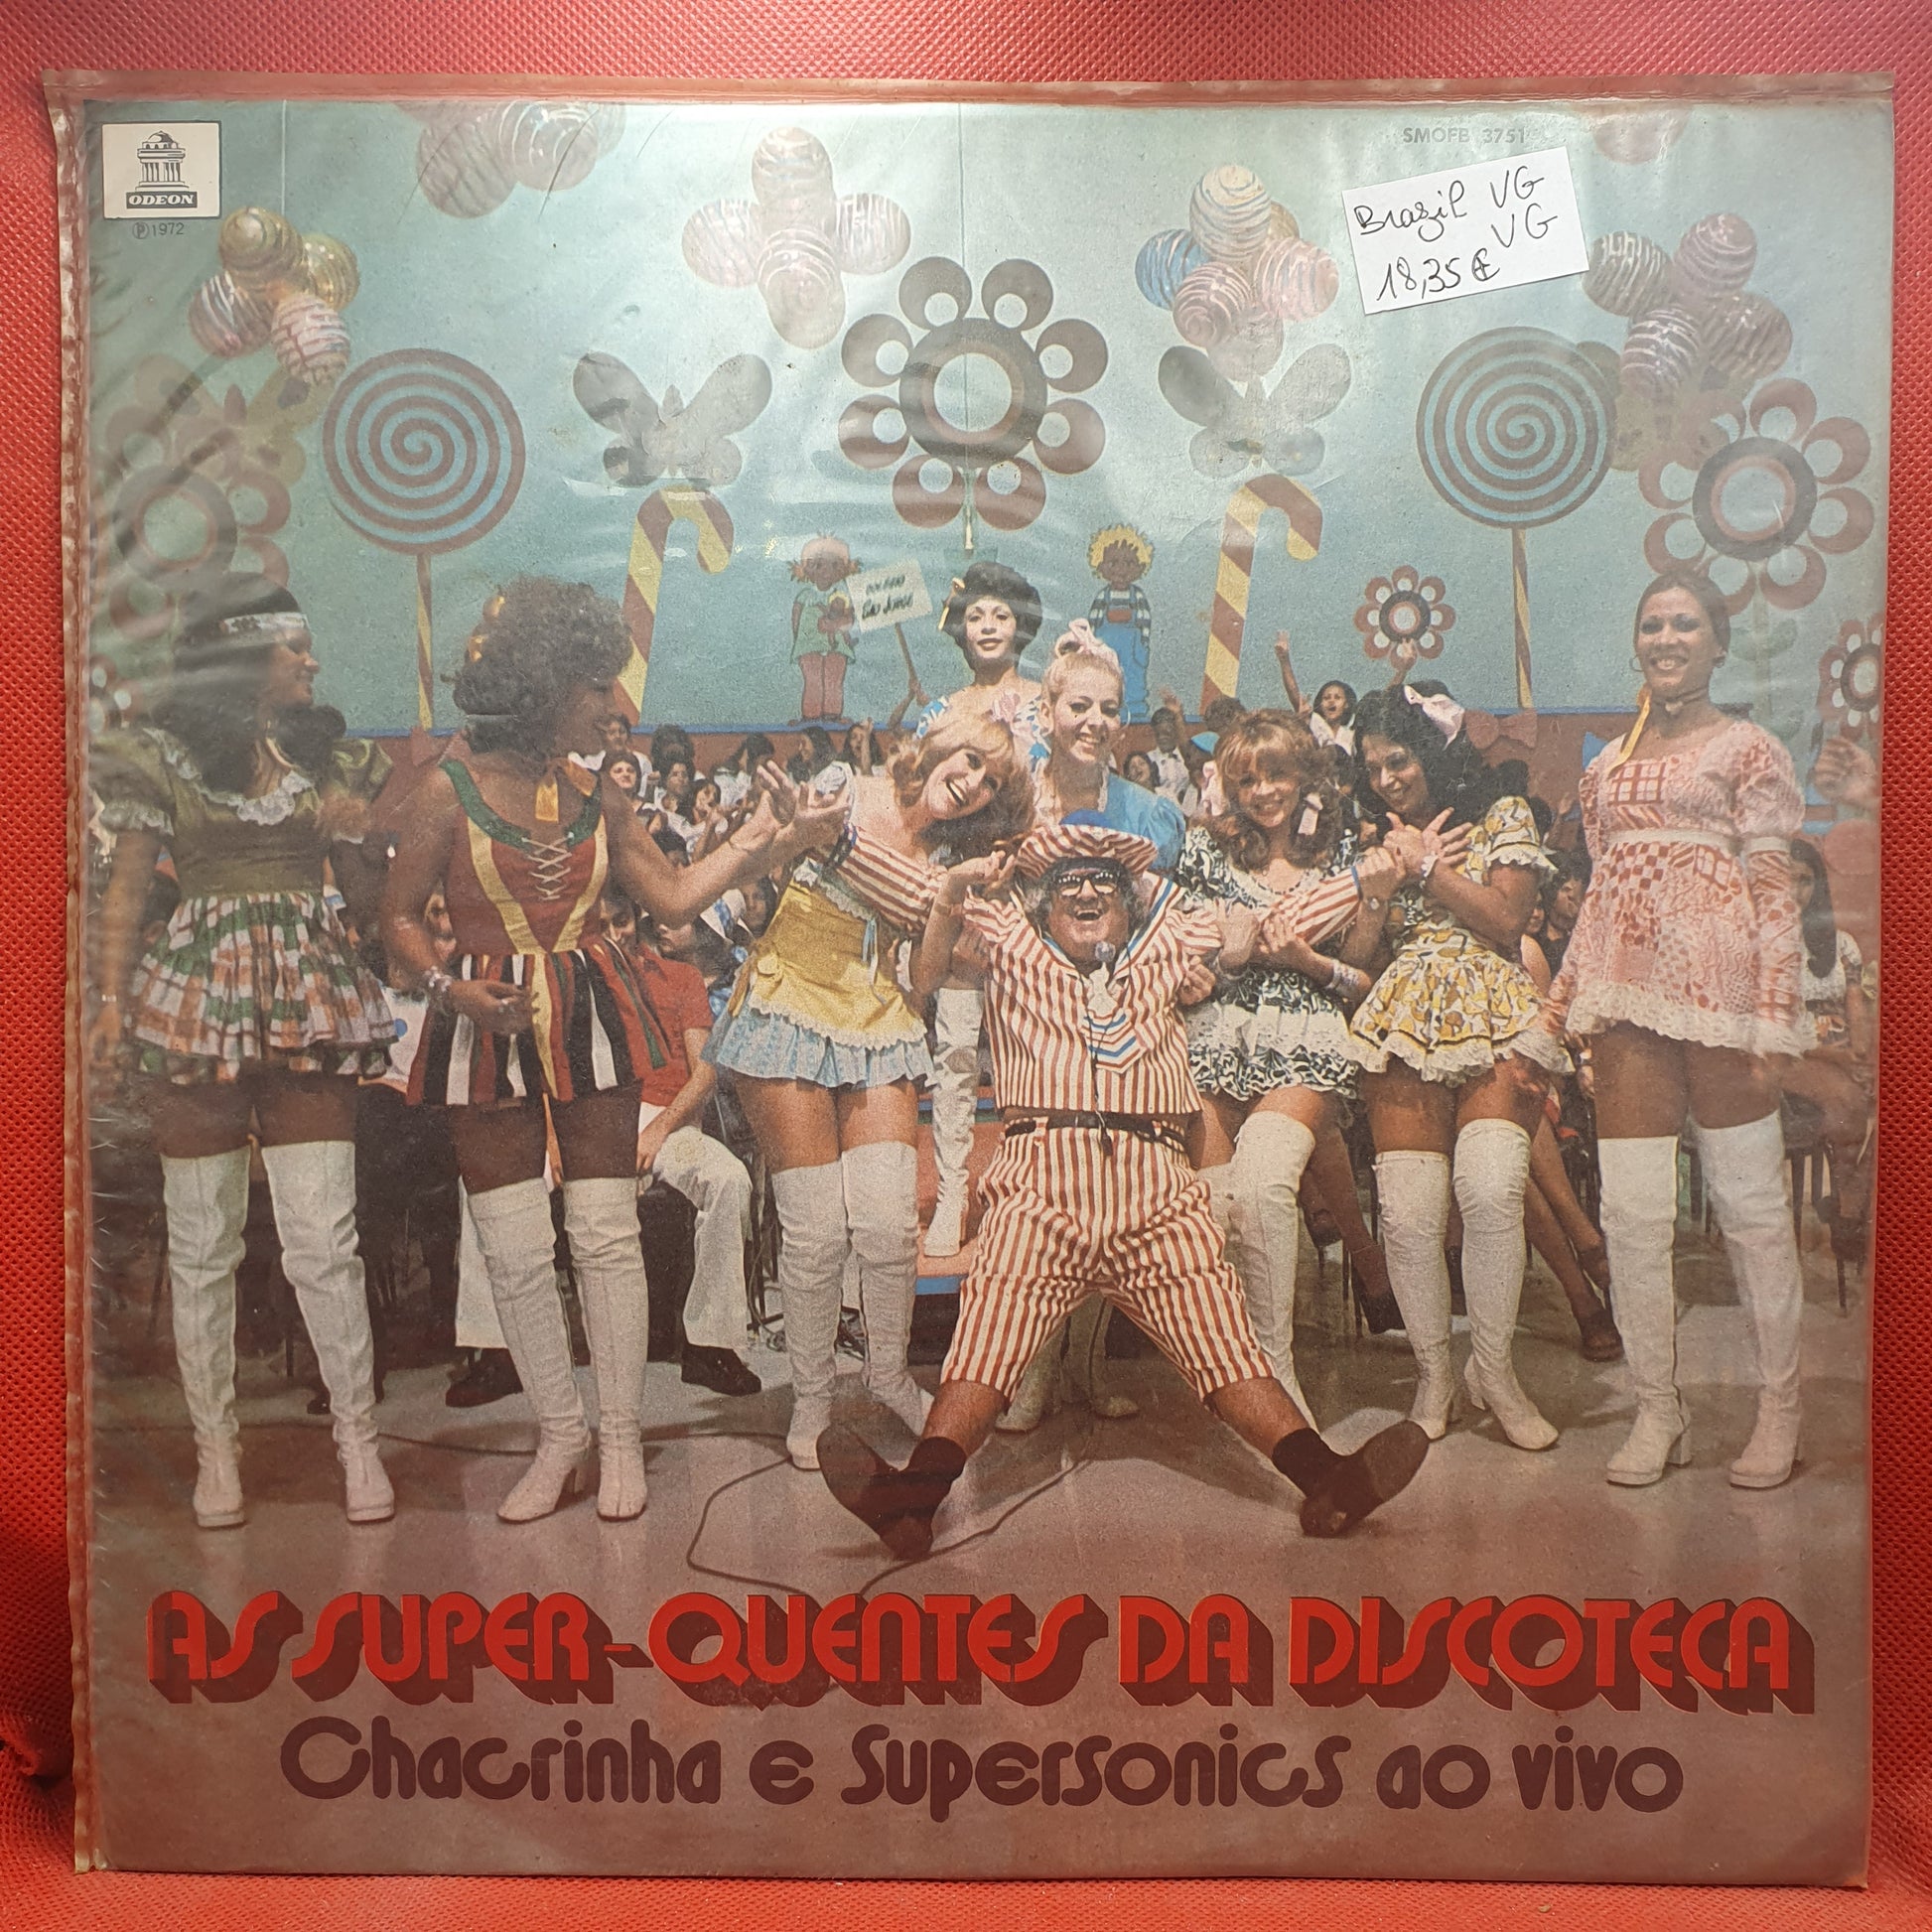 ODEON
℗1972
SMOFB 3751
Brazil VG
VG
18,35 €
AS SUPER-QUENTES DA DISCOTECA
Chacrinha e Supersonics ao vivo